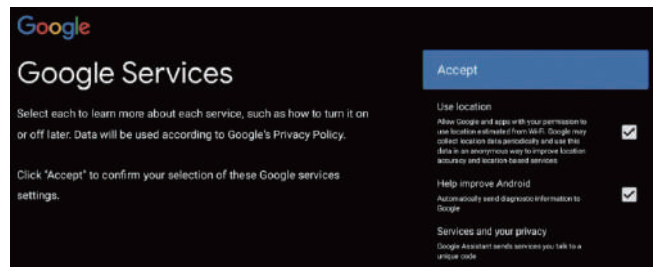 Google
Google Services
Select each to learn more about each service, such as how to turn it on
or off later. Data will be used according to Google's Privacy Policy.
Click "Accept" to confirm your selection of these Google services
settings.
Accept
Use location
Allow Google and apps with your permission to
use location estimated from Wi-Fi. Google may
collect location data periodically and use this
data in an anonymous way to improve location
accuracy and location-based services
Help improve Android
Automatically send diagnostic information to
Google
Services and your privacy
Google Assistant sends services you talk to a
unique code